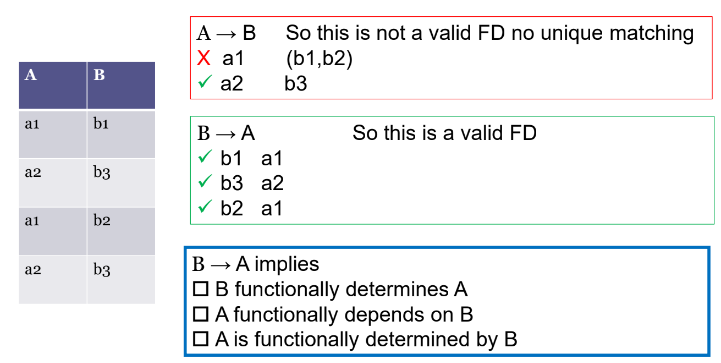 A B
a1 b1
a2 b3
a1 b2
a2 b3
A → B So this is not a valid FD no unique matching
X a1 (b1,b2)
✓ a2 b3
B → A So this is a valid FD
✓ b1 a1
✓ b3 a2
✓ b2 a1
B → A implies
□ B functionally determines A
□ A functionally depends on B
□ A is functionally determined by B